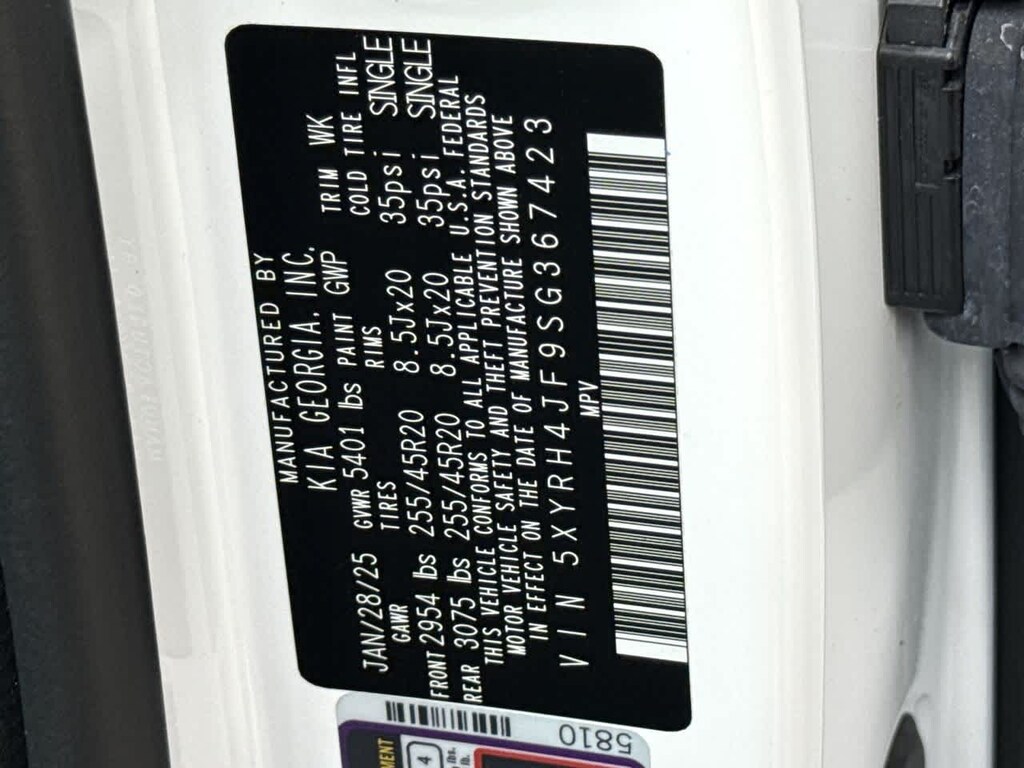 MANUFACTURED BY
KIA GEORGIA, INC.
JAN/28/25 GVWR 5401 lbs PAINT GWP TRIM WK
GAWR TIRES RIMS COLD TIRE INFL
FRONT 2954 lbs 255/45R20 8.5Jx20 35psi SINGLE
REAR 3075 lbs 255/45R20 8.5Jx20 35psi SINGLE
THIS VEHICLE CONFORMS TO ALL APPLICABLE U.S.A. FEDERAL
MOTOR VEHICLE SAFETY AND THEFT PREVENTION STANDARDS
IN EFFECT ON THE DATE OF MANUFACTURE SHOWN ABOVE
VIN 5XYRH4JF9SG367423
MPV
5810
4
lbs.